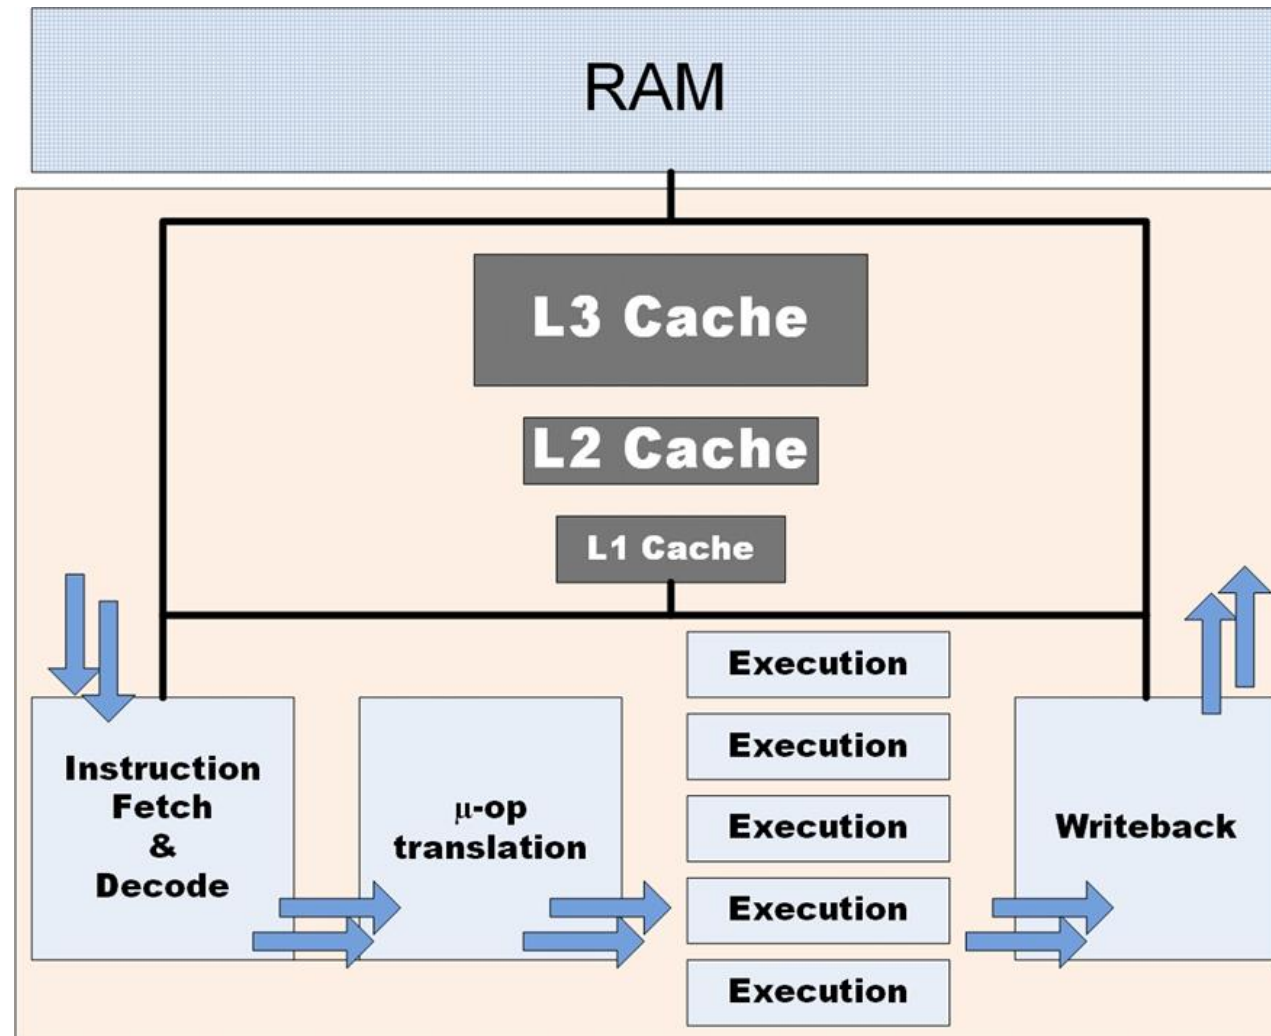 RAM
L3 Cache
L2 Cache
L1 Cache
Instruction
Fetch
&
Decode
μ-op
translation
Execution
Execution
Execution
Execution
Execution
Writeback